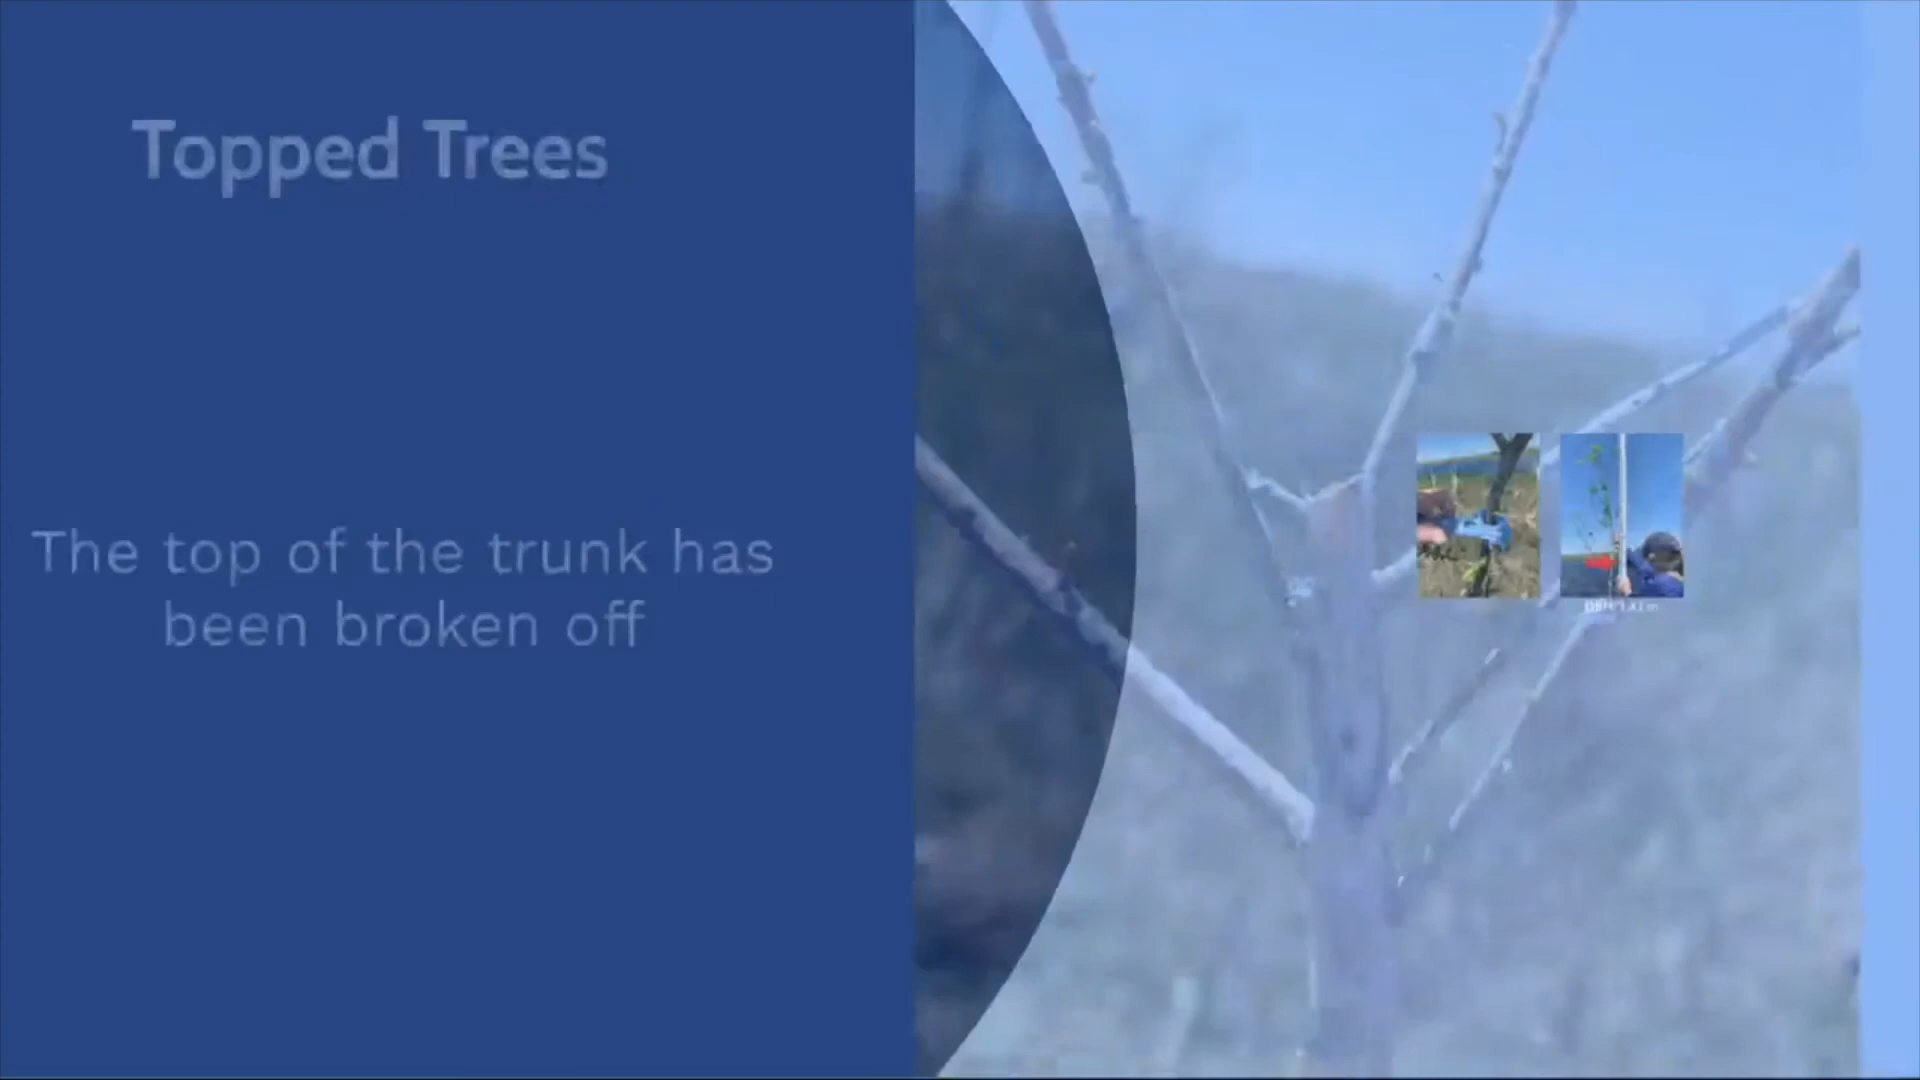 Topped Trees
The top of the trunk has
been broken off